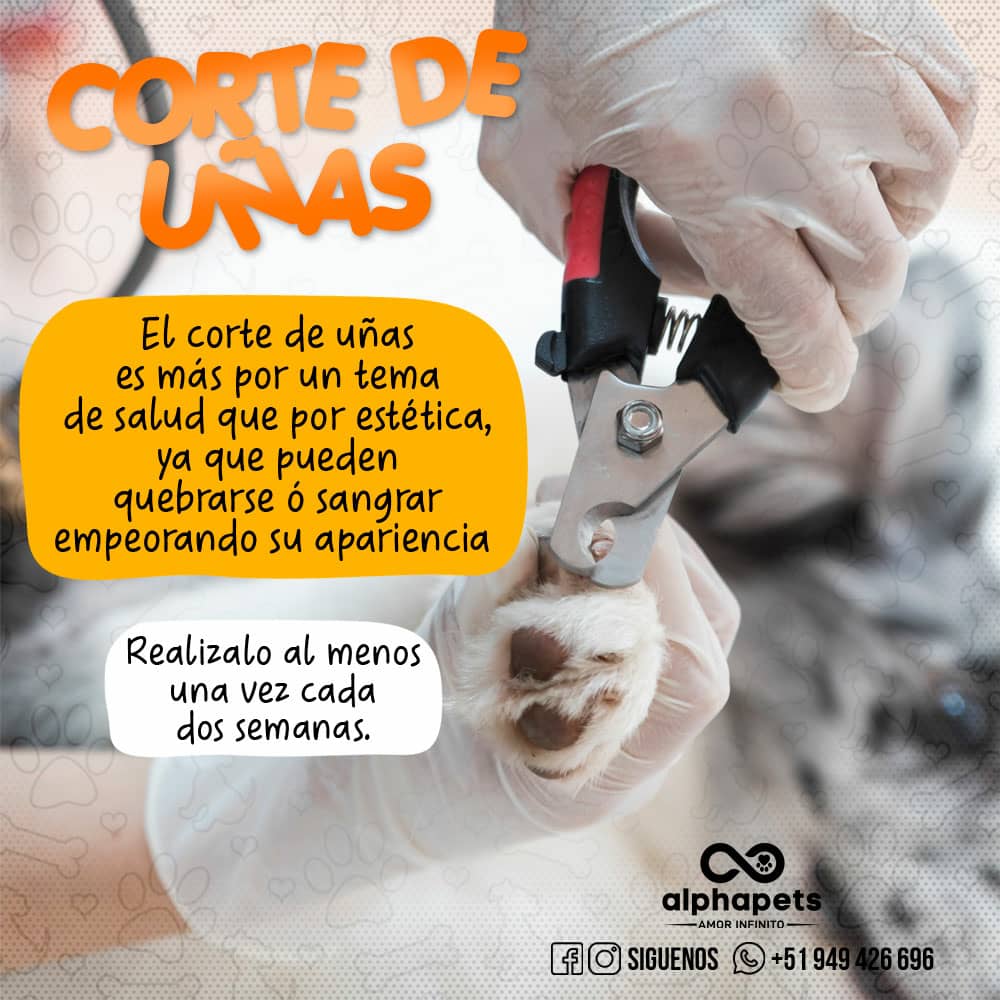 CORTE DE
UÑAS
El corte de uñas
es más por un tema
de salud que por estética,
ya que pueden
quebrarse ó sangrar
empeorando su apariencia
Realizalo al menos
una vez cada
dos semanas.
alphapets
AMOR INFINITO
SIGUENOS +51 949 426 696